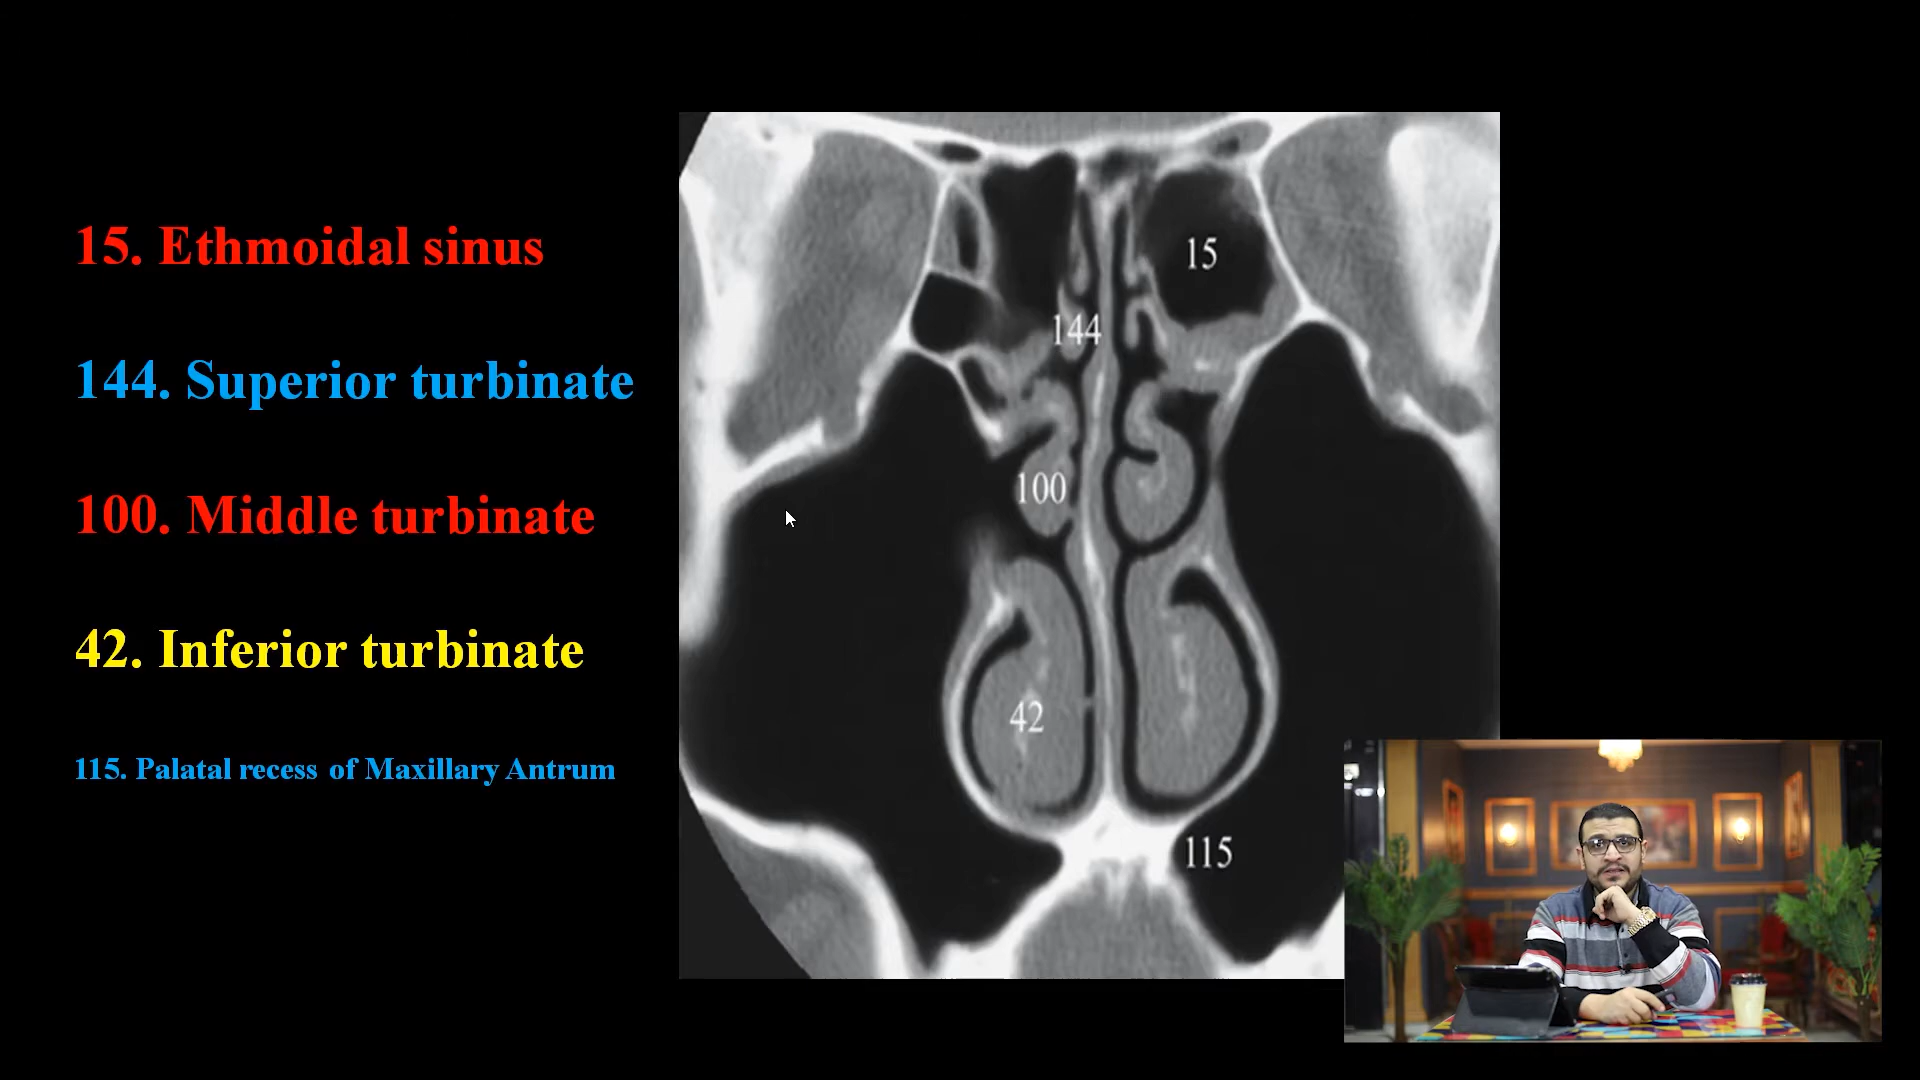 15. Ethmoidal sinus
144. Superior turbinate
100. Middle turbinate
42. Inferior turbinate
115. Palatal recess of Maxillary Antrum
15
144
100
42
115